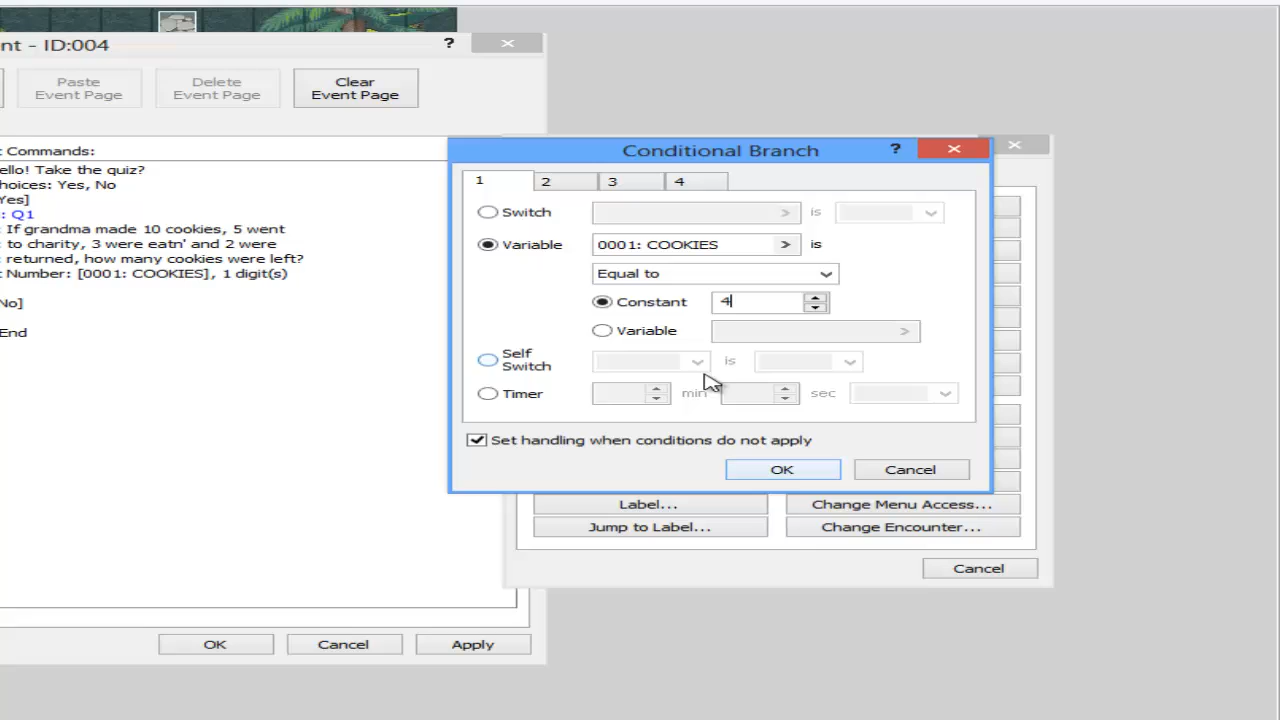 nt - ID:004
?
Paste Event Page
Delete Event Page
Clear Event Page
t Commands:
ello! Take the quiz?
hoices: Yes, No
Yes]
: Q1
: If grandma made 10 cookies, 5 went
: to charity, 3 were eatn' and 2 were
: returned, how many cookies were left?
t Number: [0001: COOKIES], 1 digit(s)
No]
End
OK
Cancel
Apply
Conditional Branch
?
1
2
3
4
Switch
is
Variable
0001: COOKIES
is
Equal to
Constant
4
Variable
Self Switch
is
Timer
min
sec
Set handling when conditions do not apply
OK
Cancel
Label...
Change Menu Access...
Jump to Label...
Change Encounter...
Cancel